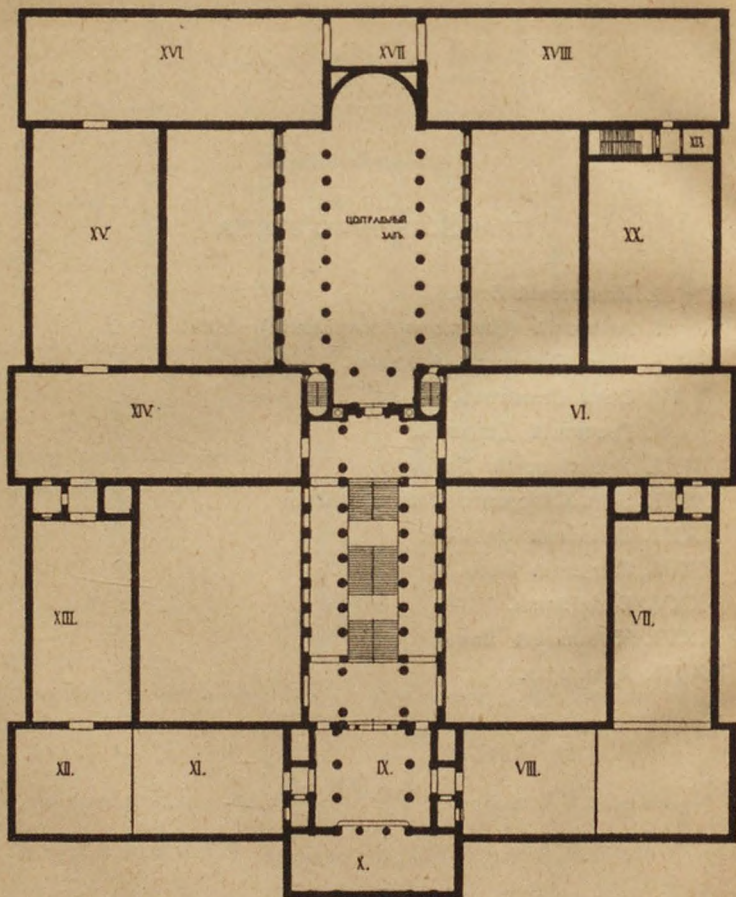 XVI.
XVII
XVIII.
XIX.
ЦЕНТРАЛЬНЫЙ
ЗАЛЪ.
XV.
XX.
XIV.
VI.
XIII.
VII.
XII.
XI.
IX.
VIII.
X.